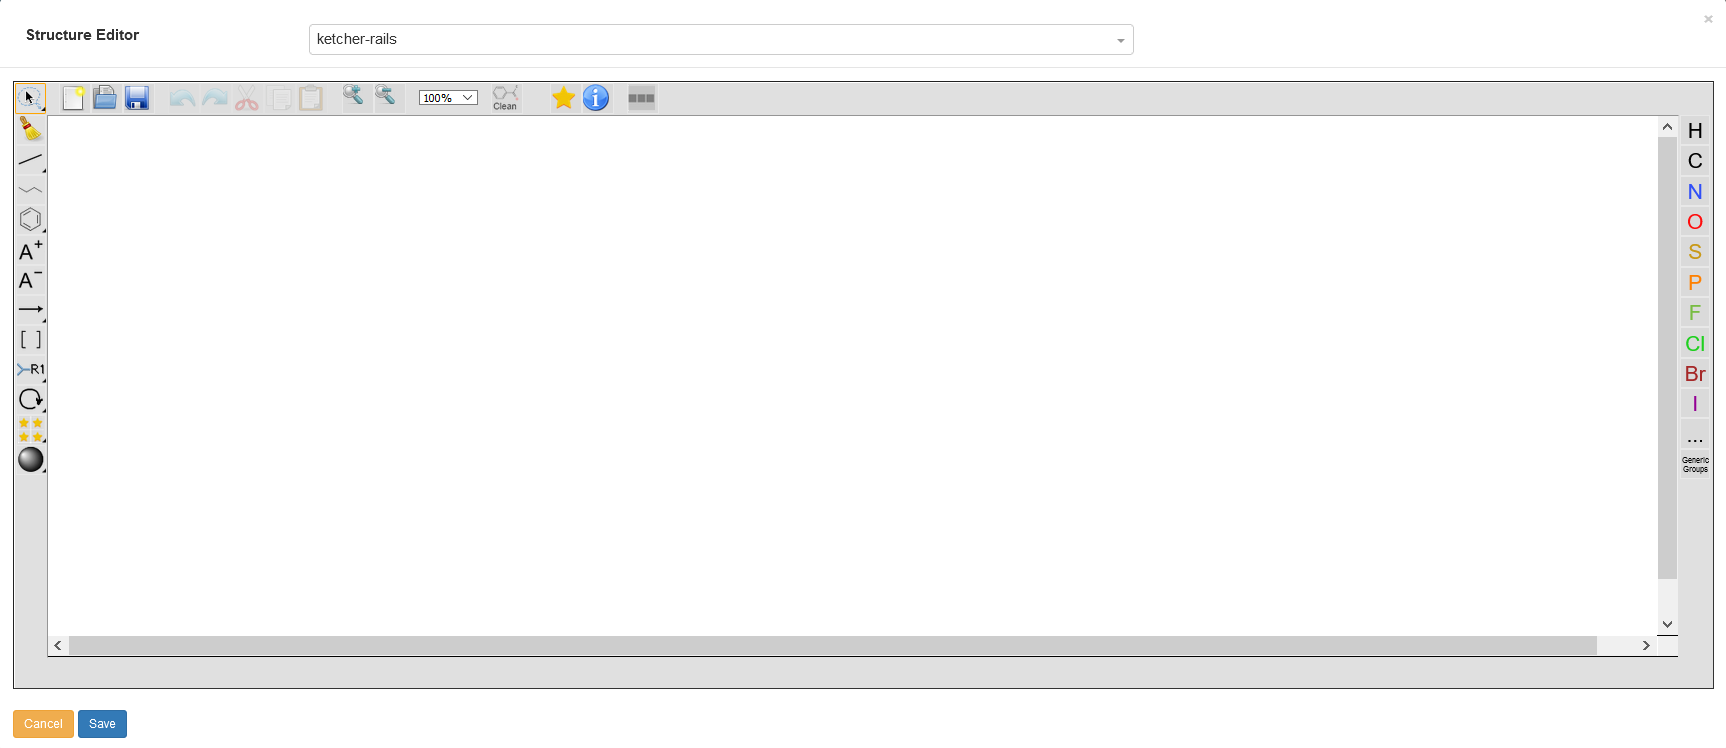 ×
Structure Editor
ketcher-rails
100%
Clean
H
C
N
O
S
P
F
Cl
Br
I
...
Generic
Groups
A+
A−
[ ]
R1
Cancel
Save